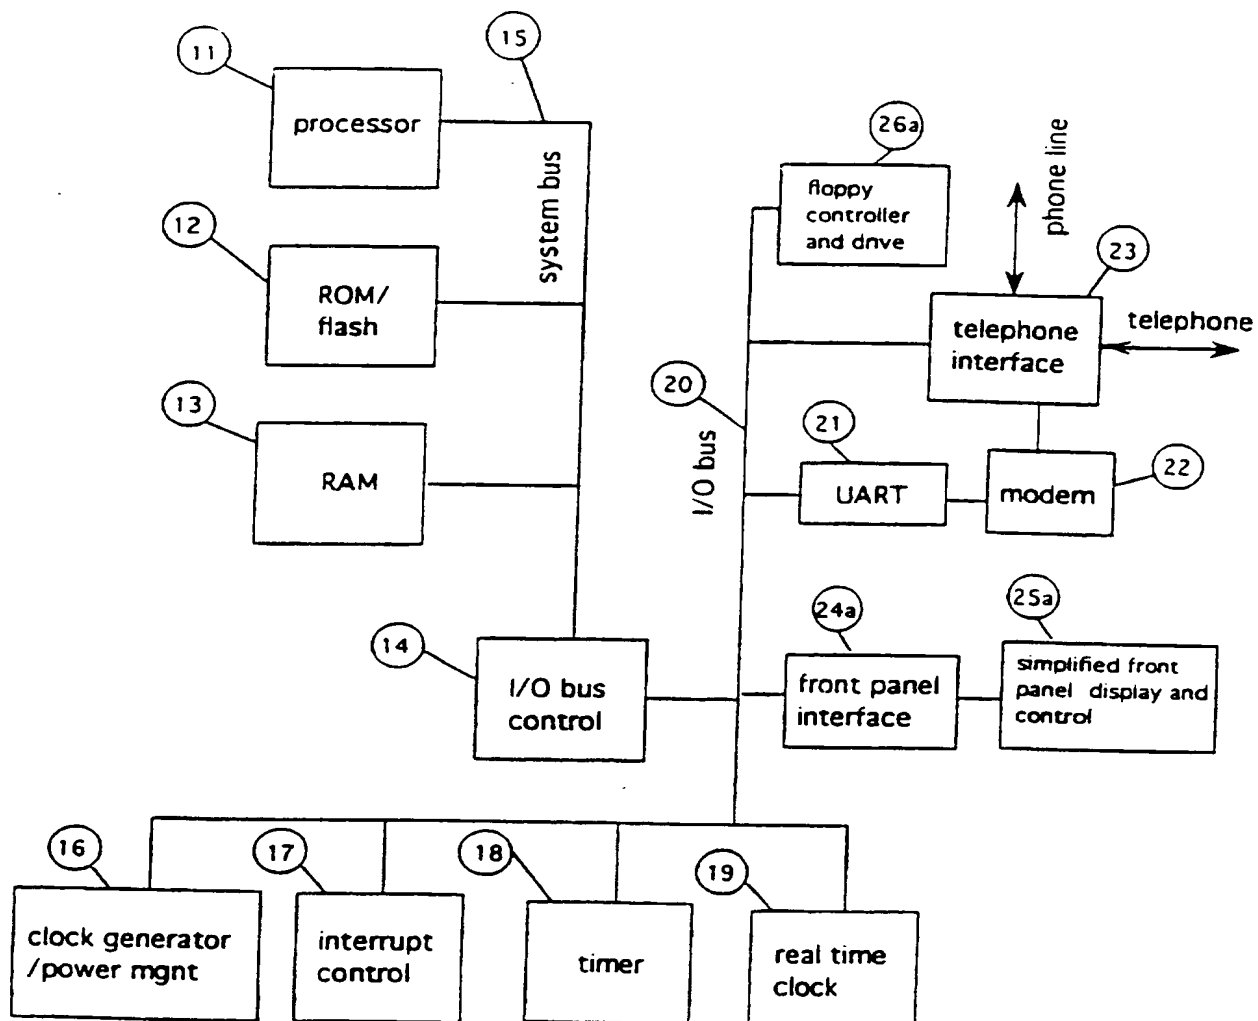 11
15
processor
system bus
12
ROM/
flash
13
RAM
14
I/O bus
control
26a
floppy
controller
and drive
phone line
23
telephone
interface
telephone
20
I/O bus
21
UART
modem
22
24a
front panel
interface
25a
simplified front
panel display and
control
16
clock generator
/power mgnt
17
interrupt
control
18
timer
19
real time
clock